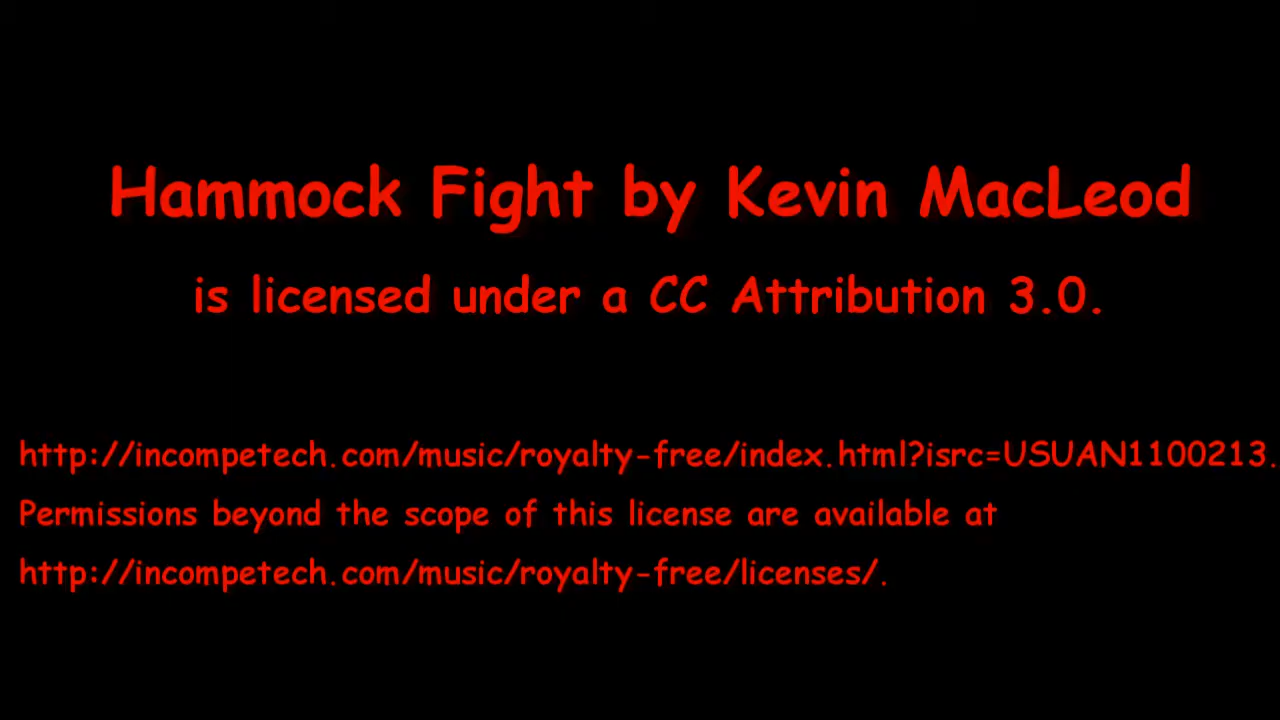 Hammock Fight by Kevin MacLeod
is licensed under a CC Attribution 3.0.
http://incompetech.com/music/royalty-free/index.html?isrc=USUAN1100213.
Permissions beyond the scope of this license are available at
http://incompetech.com/music/royalty-free/licenses/.